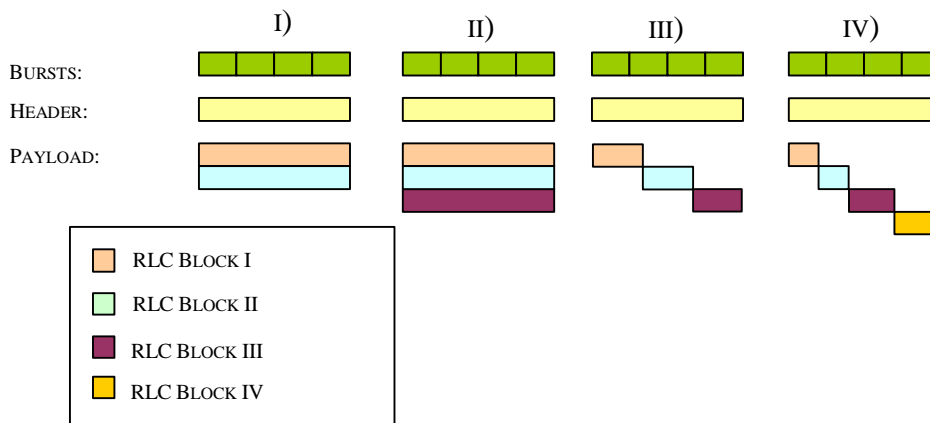 I) II) III) IV)
BURSTS:
HEADER:
PAYLOAD:
RLC BLOCK I
RLC BLOCK II
RLC BLOCK III
RLC BLOCK IV